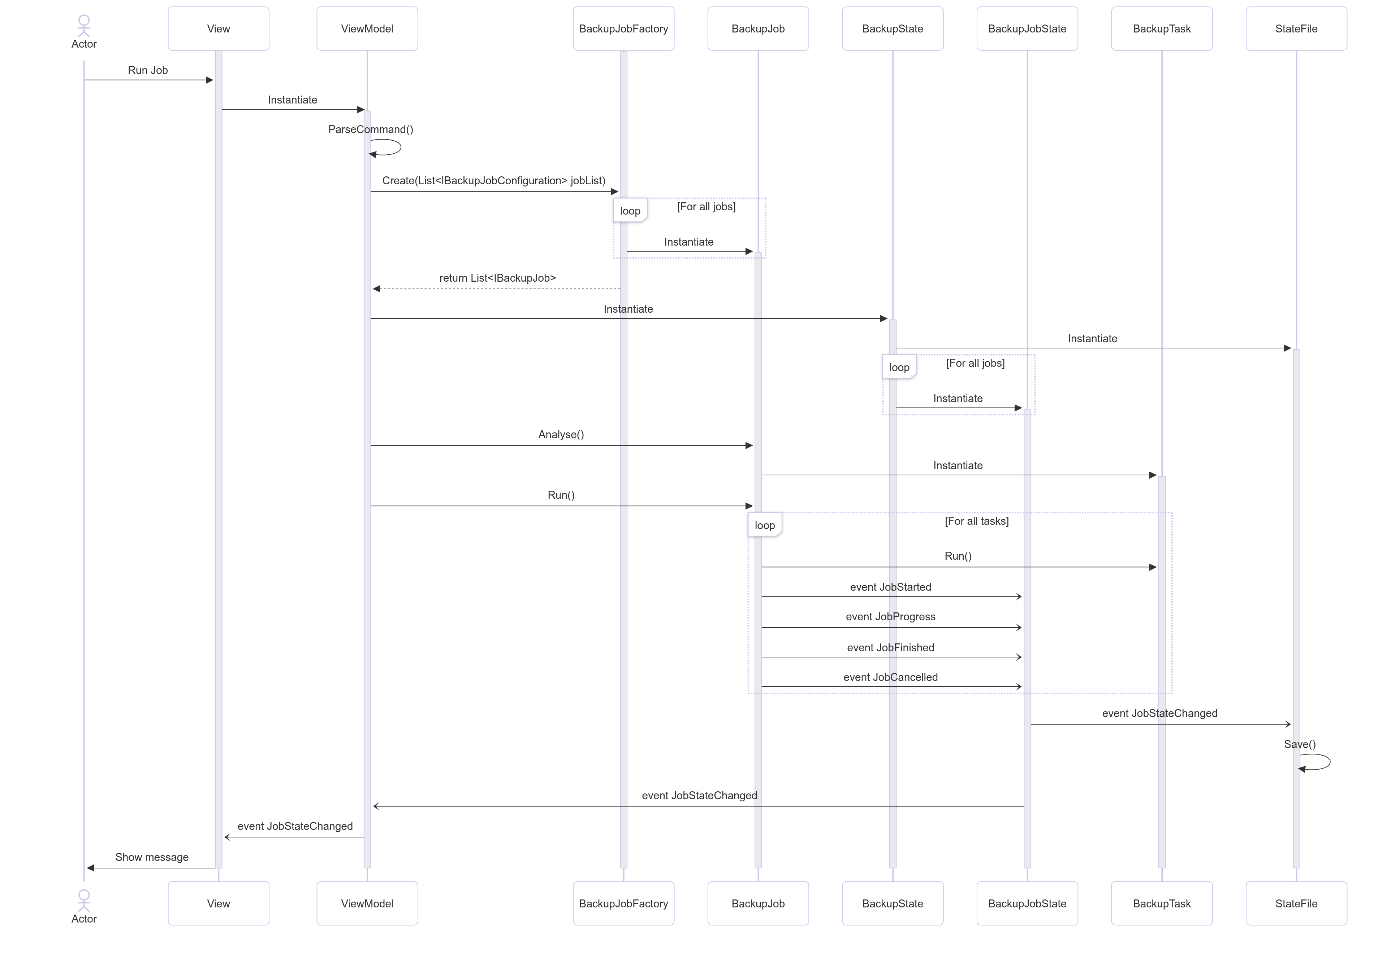 Actor
View
ViewModel
BackupJobFactory
BackupJob
BackupState
BackupJobState
BackupTask
StateFile
Run Job
Instantiate
ParseCommand()
Create(List<IBackupJobConfiguration> jobList)
loop
[For all jobs]
Instantiate
return List<IBackupJob>
Instantiate
Instantiate
loop
[For all jobs]
Instantiate
Analyse()
Instantiate
Run()
loop
[For all tasks]
Run()
event JobStarted
event JobProgress
event JobFinished
event JobCancelled
event JobStateChanged
Save()
event JobStateChanged
event JobStateChanged
Show message
Actor
View
ViewModel
BackupJobFactory
BackupJob
BackupState
BackupJobState
BackupTask
StateFile